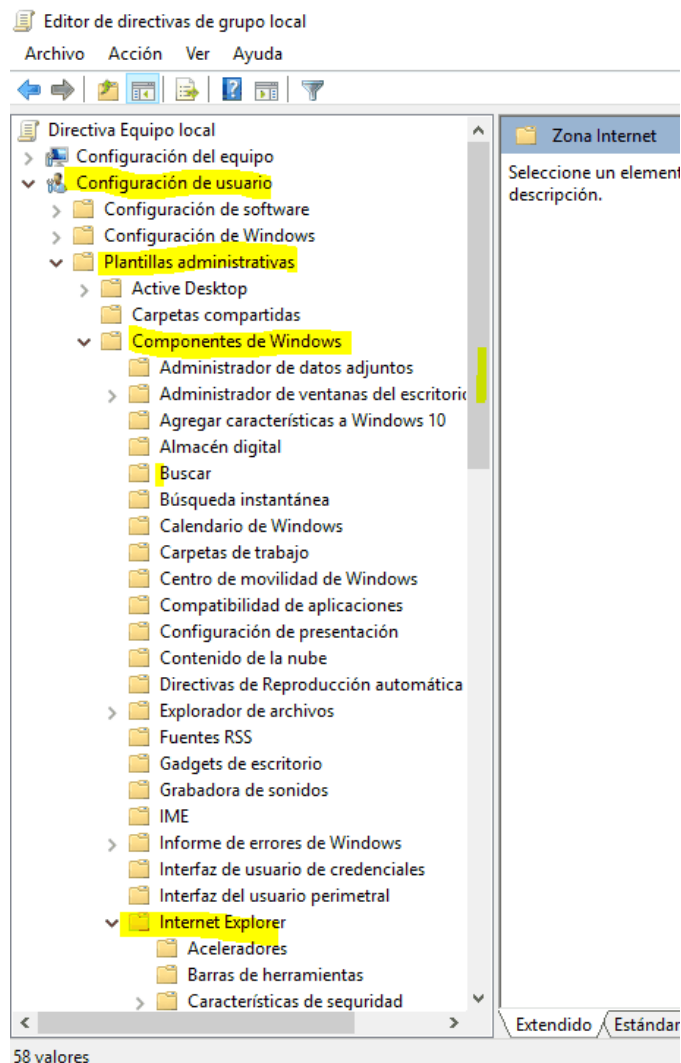 Editor de directivas de grupo local
Archivo Acción Ver Ayuda
Directiva Equipo local
Configuración del equipo
Configuración de usuario
Configuración de software
Configuración de Windows
Plantillas administrativas
Active Desktop
Carpetas compartidas
Componentes de Windows
Administrador de datos adjuntos
Administrador de ventanas del escritorio
Agregar características a Windows 10
Almacén digital
Buscar
Búsqueda instantánea
Calendario de Windows
Carpetas de trabajo
Centro de movilidad de Windows
Compatibilidad de aplicaciones
Configuración de presentación
Contenido de la nube
Directivas de Reproducción automática
Explorador de archivos
Fuentes RSS
Gadgets de escritorio
Grabadora de sonidos
IME
Informe de errores de Windows
Interfaz de usuario de credenciales
Interfaz del usuario perimetral
Internet Explorer
Aceleradores
Barras de herramientas
Características de seguridad
Zona Internet
Seleccione un element
descripción.
Extendido Estándar
58 valores